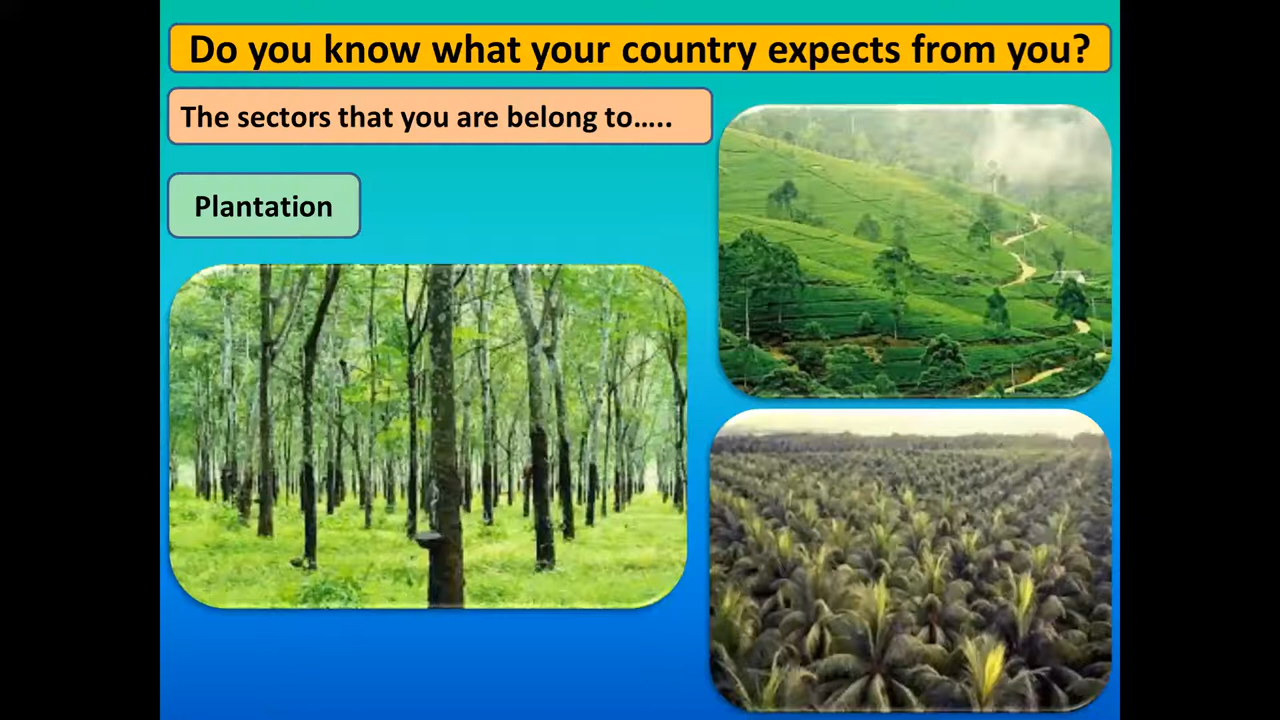 Do you know what your country expects from you?
The sectors that you are belong to…..
Plantation